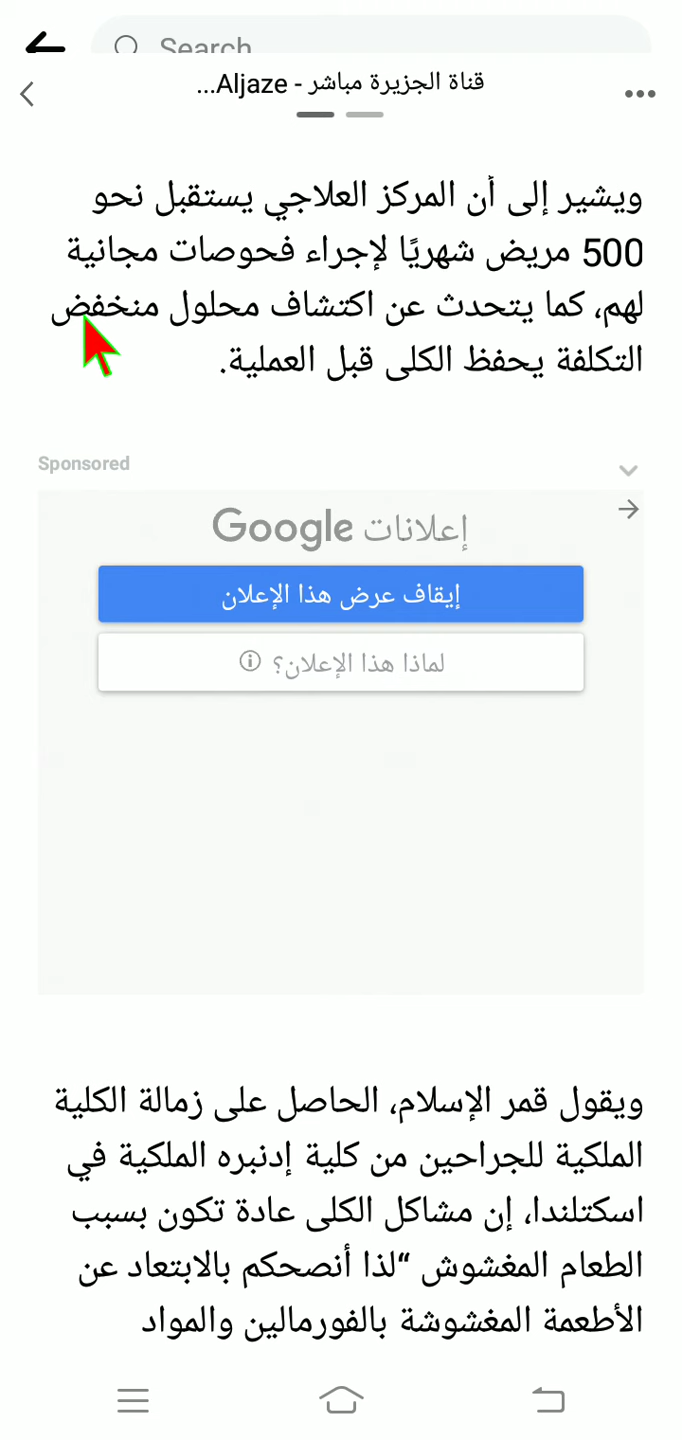 Search
قناة الجزيرة مباشر - Aljaze...
ويشير إلى أن المركز العلاجي يستقبل نحو
500 مريض شهريًا لإجراء فحوصات مجانية
لهم، كما يتحدث عن اكتشاف محلول منخفض
التكلفة يحفظ الكلى قبل العملية.
Sponsored
إعلانات Google
إيقاف عرض هذا الإعلان
لماذا هذا الإعلان؟
ويقول قمر الإسلام، الحاصل على زمالة الكلية
الملكية للجراحين من كلية إدنبره الملكية في
اسكتلندا، إن مشاكل الكلى عادة تكون بسبب
الطعام المغشوش “لذا أنصحكم بالابتعاد عن
الأطعمة المغشوشة بالفورمالين والمواد